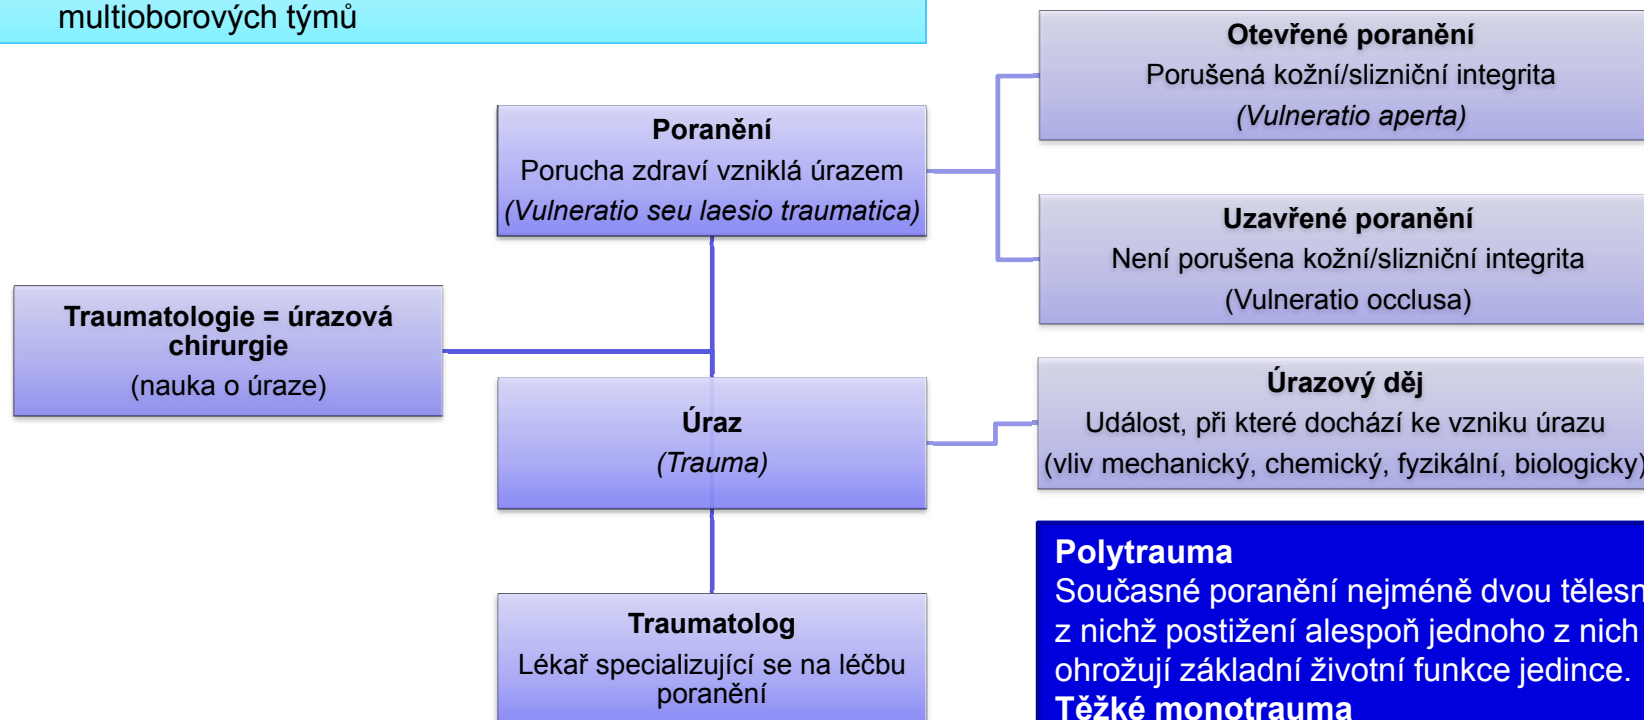 multioborových týmů
Otevřené poranění
Porušená kožní/slizniční integrita
(Vulneratio aperta)
Poranění
Porucha zdraví vzniklá úrazem
(Vulneratio seu laesio traumatica)
Uzavřené poranění
Není porušena kožní/slizniční integrita
(Vulneratio occlusa)
Traumatologie = úrazová
chirurgie
(nauka o úraze)
Úraz
(Trauma)
Úrazový děj
Událost, při které dochází ke vzniku úrazu
(vliv mechanický, chemický, fyzikální, biologicky)
Traumatolog
Lékař specializující se na léčbu
poranění
Polytrauma
Současné poranění nejméně dvou tělesn
z nichž postižení alespoň jednoho z nich
ohrožují základní životní funkce jedince.
Těžké monotrauma